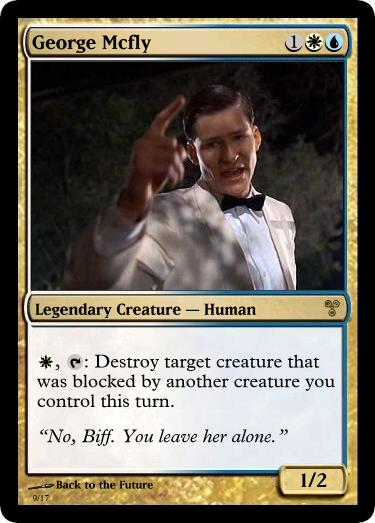 George Mcfly 1
Legendary Creature — Human
, : Destroy target creature that
was blocked by another creature you
control this turn.
“No, Biff. You leave her alone.”
Back to the Future
1/2
9/17